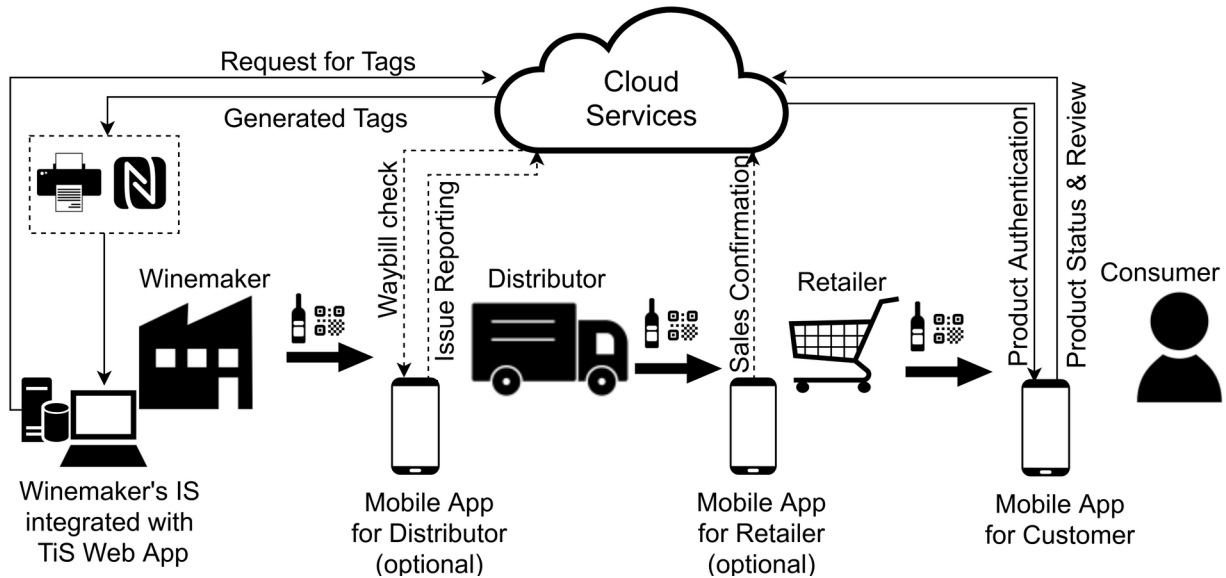 Request for Tags
Cloud
Services
Generated Tags
Waybill check
Issue Reporting
Sales Confirmation
Product Authentication
Product Status & Review
Winemaker
Distributor
Retailer
Consumer
Winemaker's IS
integrated with
TiS Web App
Mobile App
for Distributor
(optional)
Mobile App
for Retailer
(optional)
Mobile App
for Customer